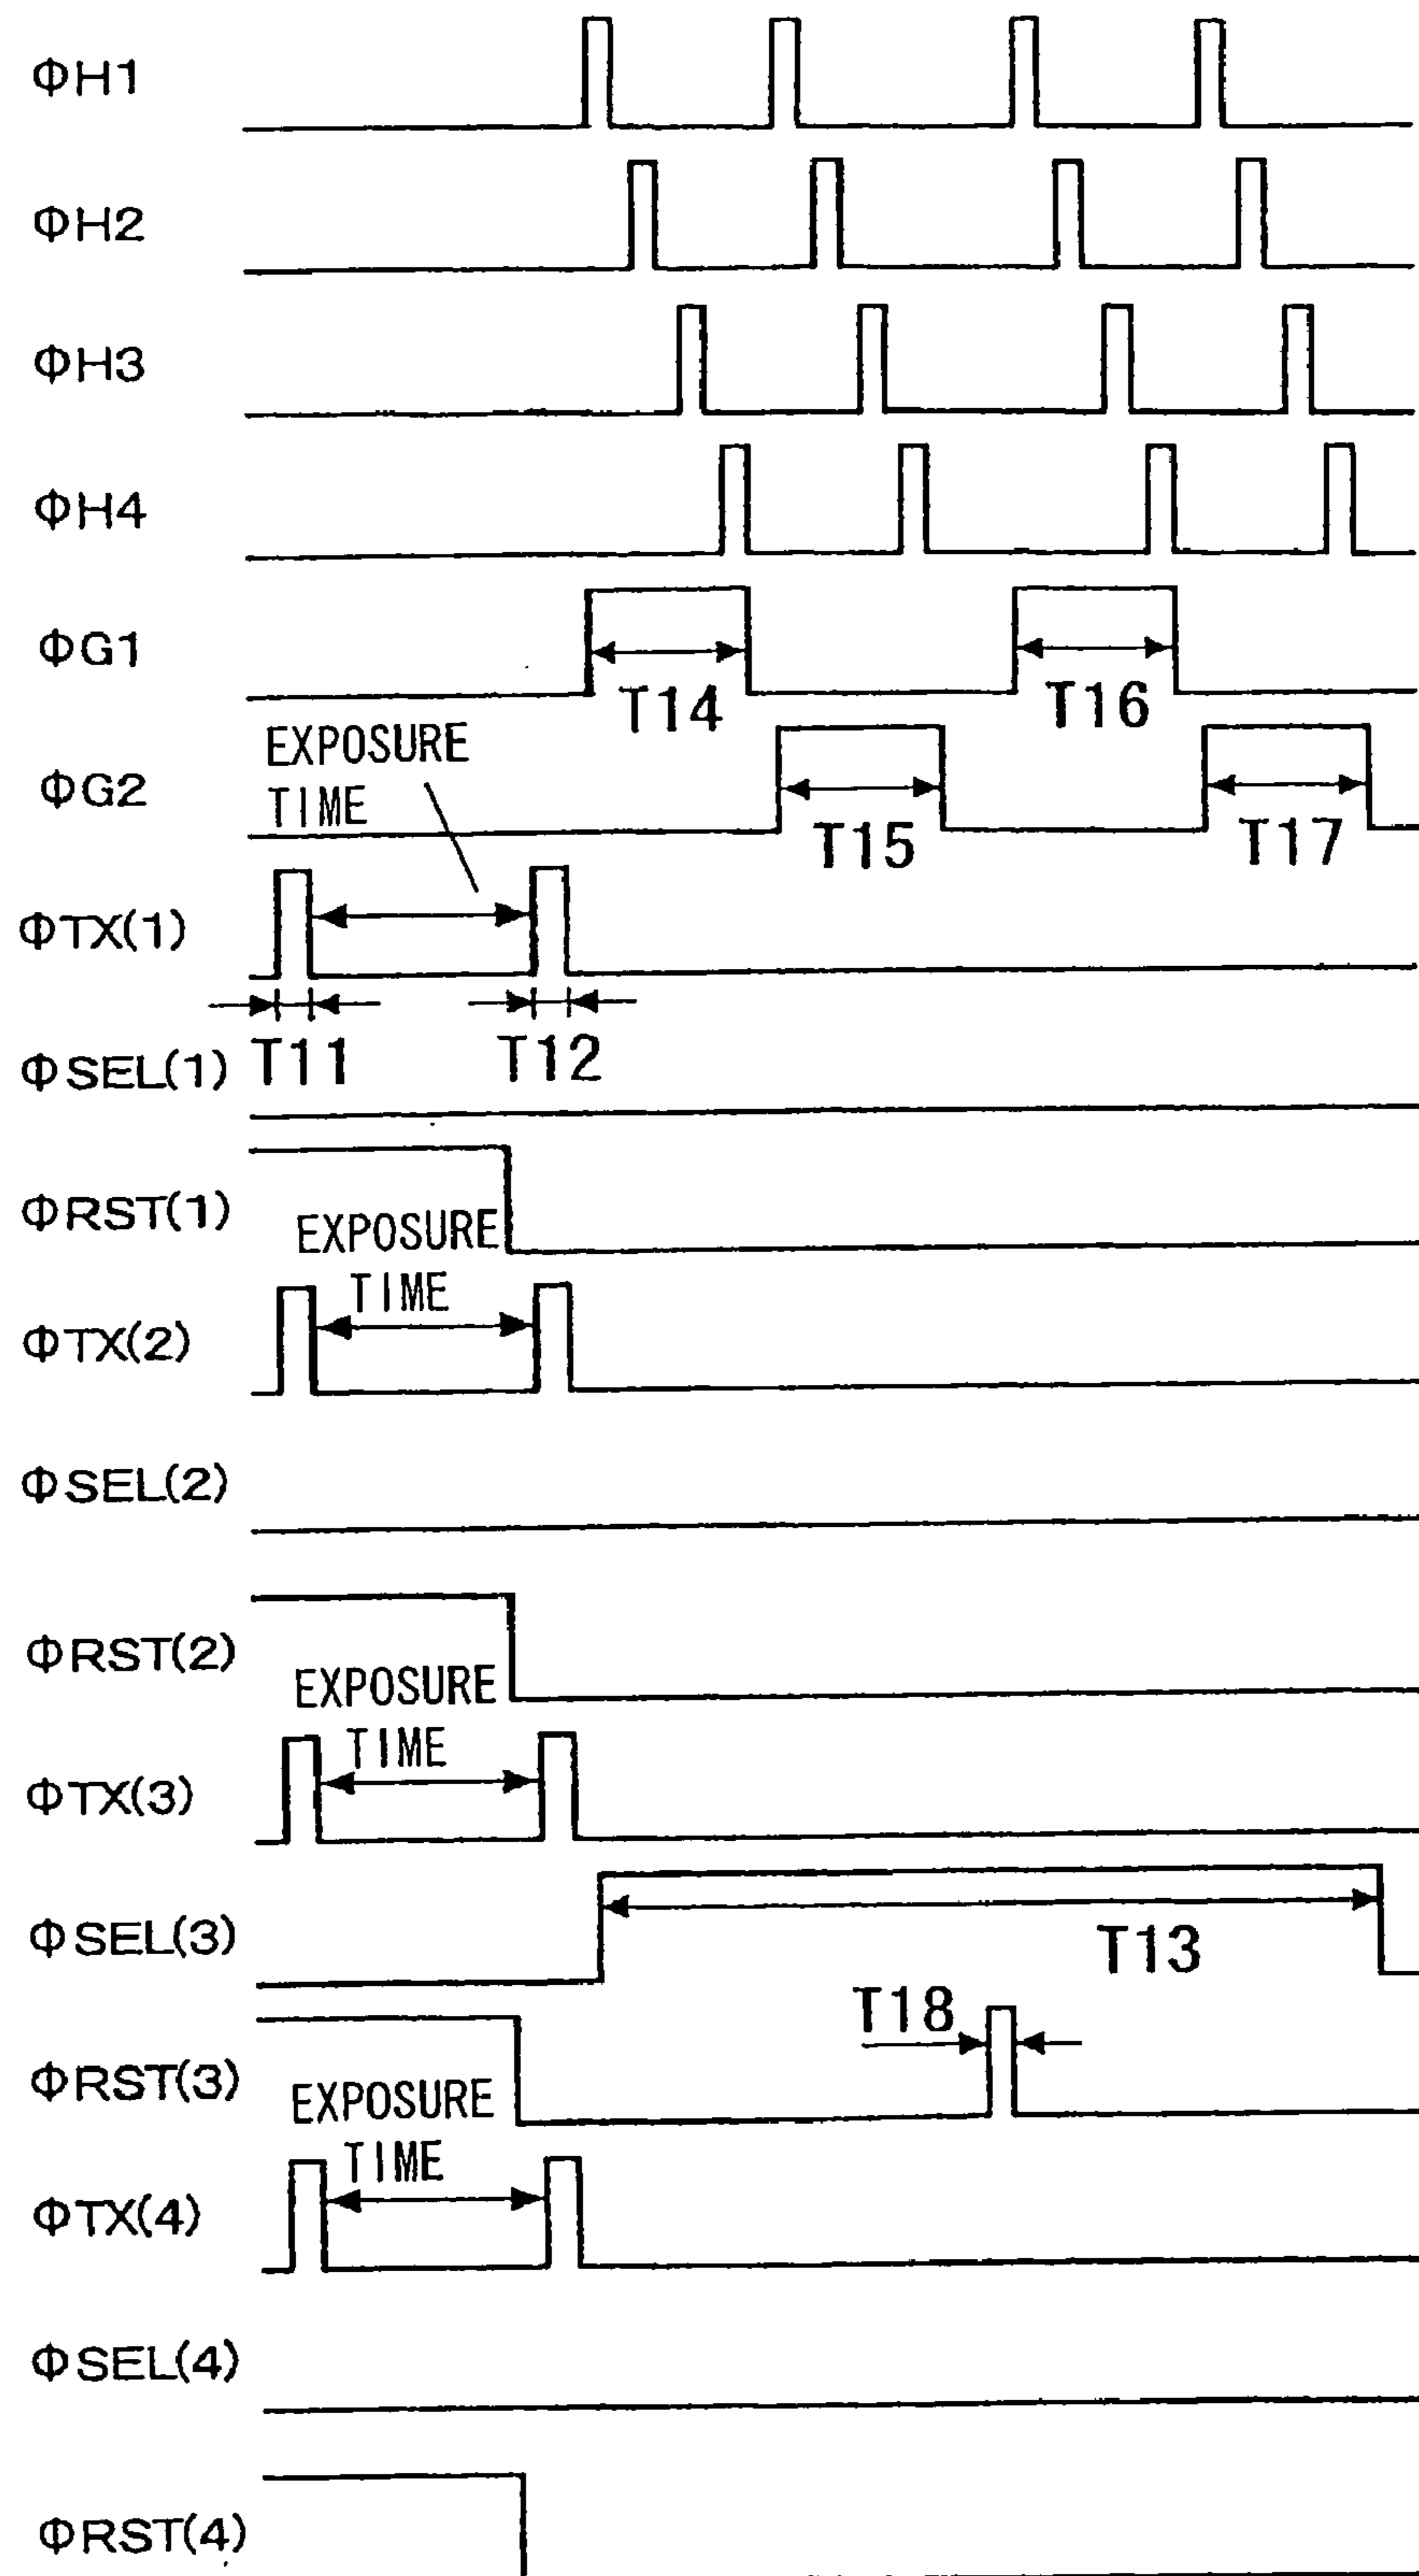 ΦH1
ΦH2
ΦH3
ΦH4
ΦG1
T14
T16
ΦG2
EXPOSURE
TIME
T15
T17
ΦTX(1)
T11
T12
ΦSEL(1)
ΦRST(1)
EXPOSURE
TIME
ΦTX(2)
ΦSEL(2)
ΦRST(2)
EXPOSURE
TIME
ΦTX(3)
ΦSEL(3)
T13
T18
ΦRST(3)
EXPOSURE
TIME
ΦTX(4)
ΦSEL(4)
ΦRST(4)